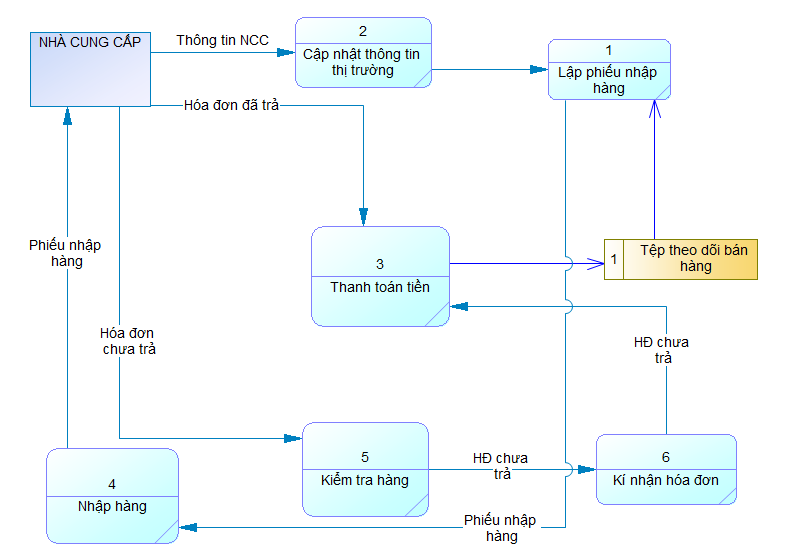 NHÀ CUNG CẤP
Thông tin NCC
2
Cập nhật thông tin
thị trường
1
Lập phiếu nhập
hàng
Hóa đơn đã trả
Phiếu nhập
hàng
3
Thanh toán tiền
1
Tệp theo dõi bán
hàng
Hóa đơn
chưa trả
HĐ chưa
trả
4
Nhập hàng
5
Kiểm tra hàng
HĐ chưa
trả
6
Kí nhận hóa đơn
Phiếu nhập
hàng